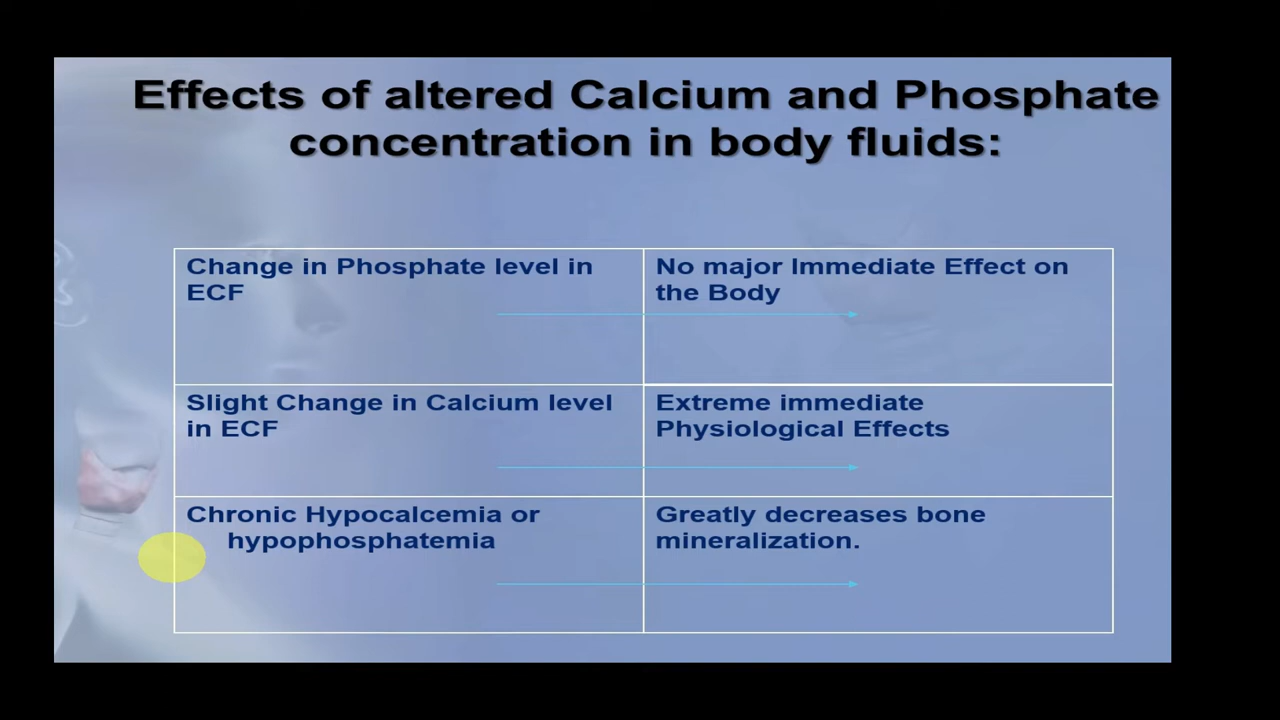 Effects of altered Calcium and Phosphate
concentration in body fluids:
Change in Phosphate level in
ECF
No major Immediate Effect on
the Body
Slight Change in Calcium level
in ECF
Extreme immediate
Physiological Effects
Chronic Hypocalcemia or
hypophosphatemia
Greatly decreases bone
mineralization.